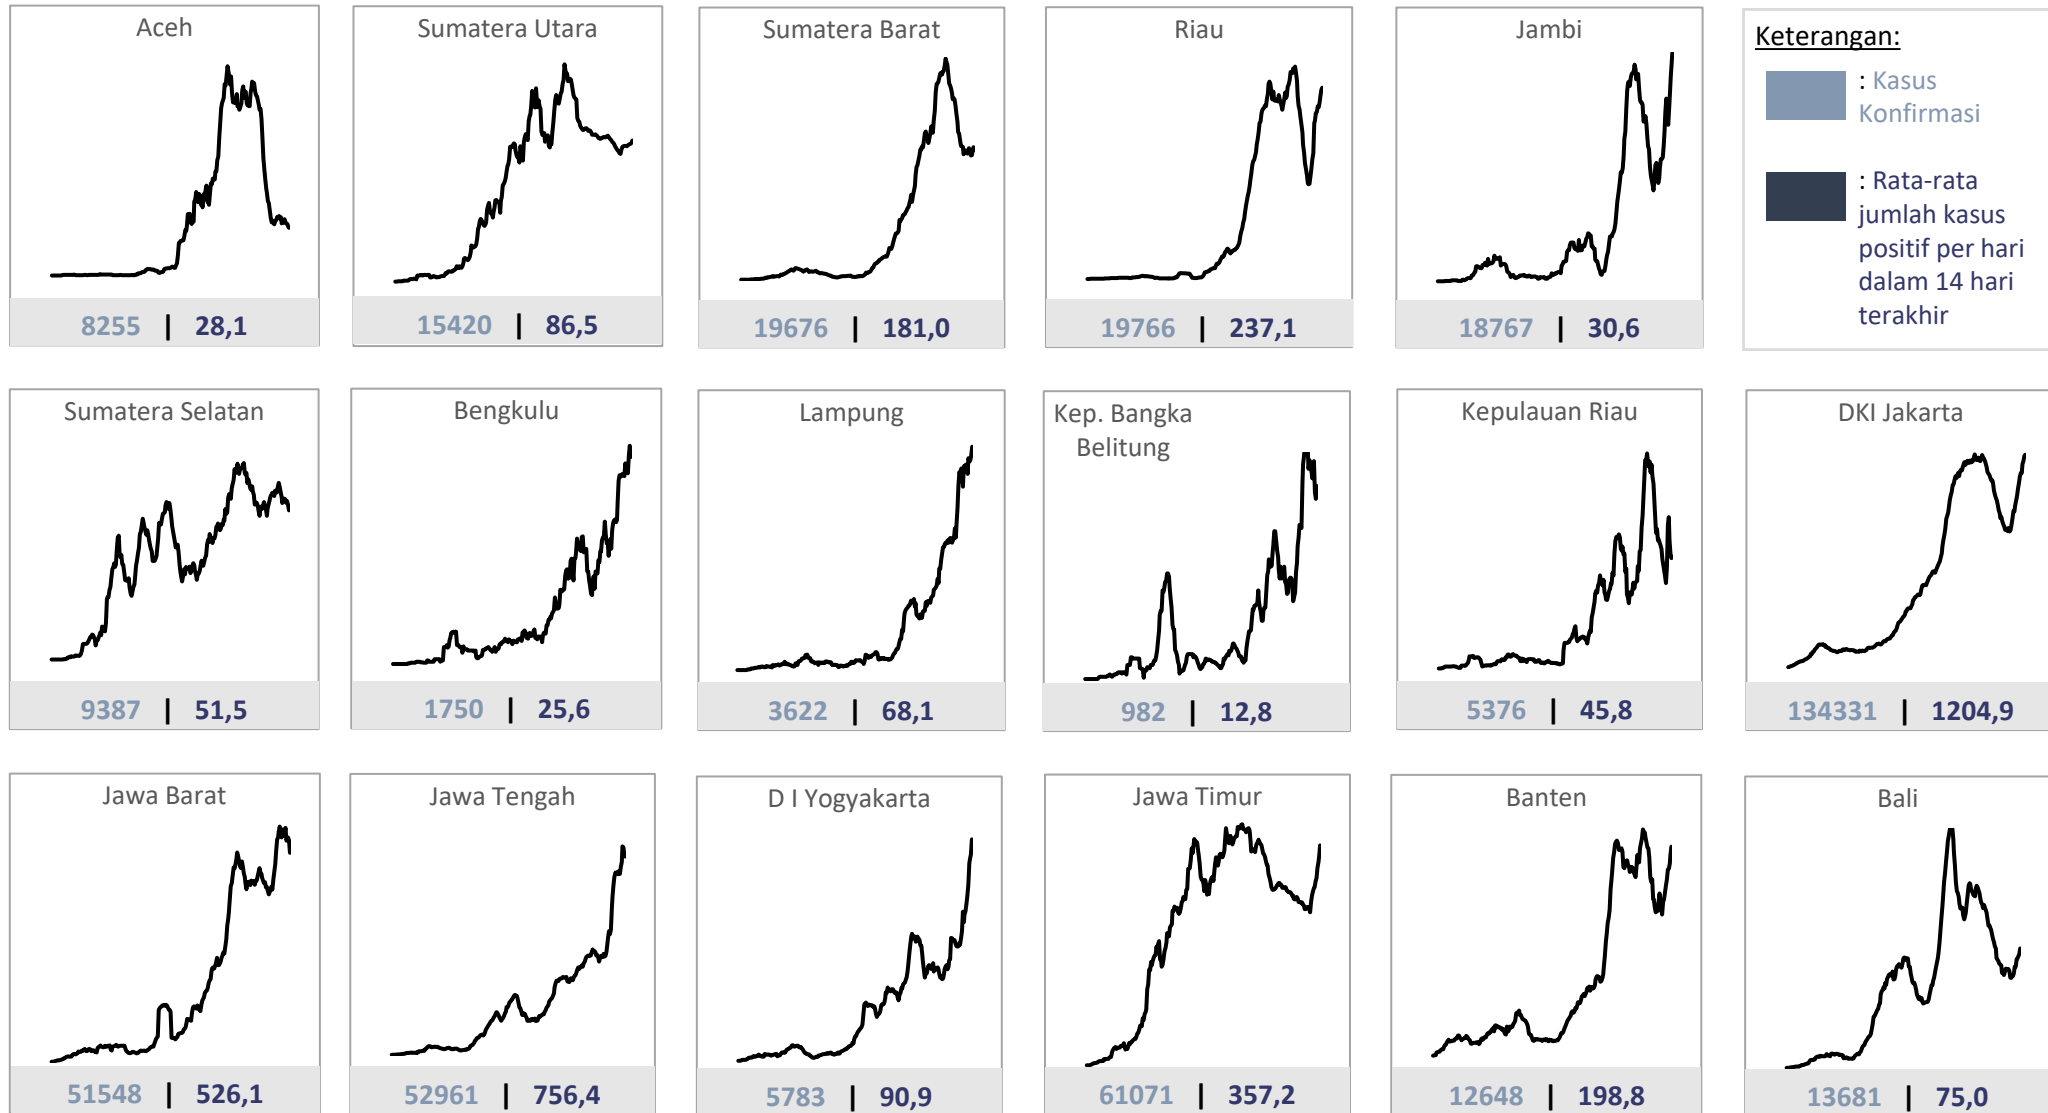 Aceh
8255 | 28,1
Sumatera Utara
15420 | 86,5
Sumatera Barat
19676 | 181,0
Riau
19766 | 237,1
Jambi
18767 | 30,6
Keterangan:
: Kasus
Konfirmasi
: Rata-rata
jumlah kasus
positif per hari
dalam 14 hari
terakhir
Sumatera Selatan
9387 | 51,5
Bengkulu
1750 | 25,6
Lampung
3622 | 68,1
Kep. Bangka
Belitung
982 | 12,8
Kepulauan Riau
5376 | 45,8
DKI Jakarta
134331 | 1204,9
Jawa Barat
51548 | 526,1
Jawa Tengah
52961 | 756,4
D I Yogyakarta
5783 | 90,9
Jawa Timur
61071 | 357,2
Banten
12648 | 198,8
Bali
13681 | 75,0